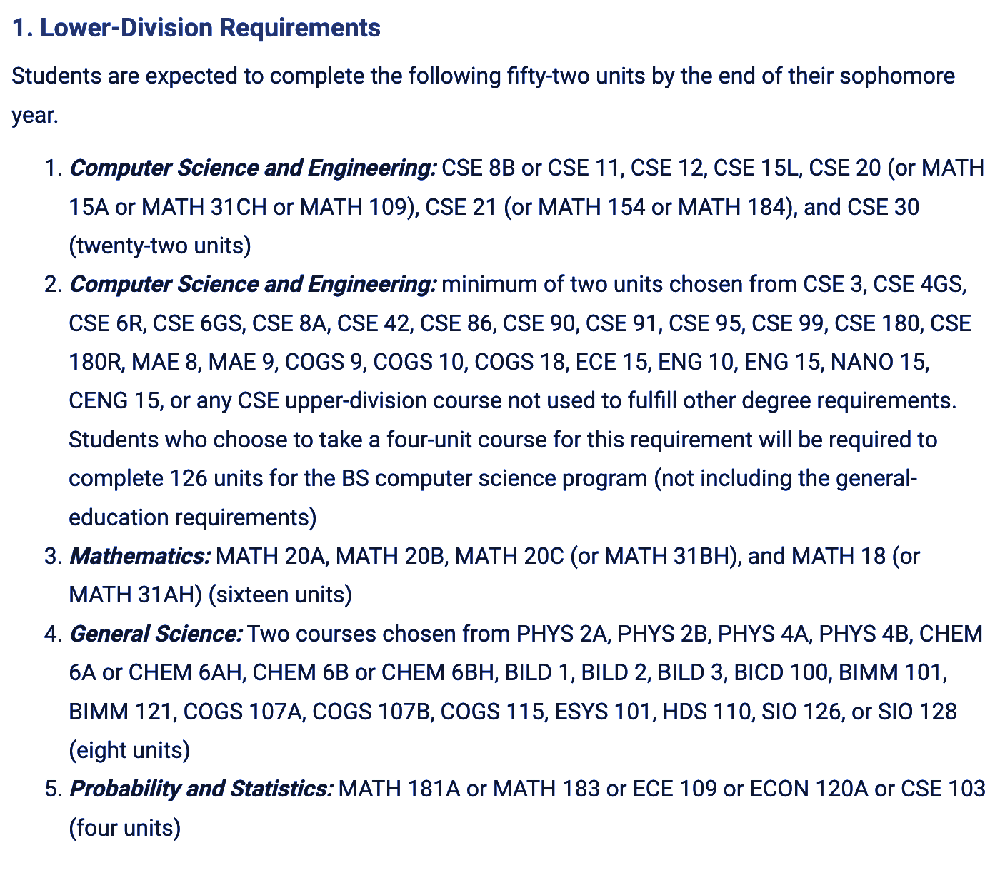 1. Lower-Division Requirements
Students are expected to complete the following fifty-two units by the end of their sophomore
year.
1. Computer Science and Engineering: CSE 8B or CSE 11, CSE 12, CSE 15L, CSE 20 (or MATH
15A or MATH 31CH or MATH 109), CSE 21 (or MATH 154 or MATH 184), and CSE 30
(twenty-two units)
2. Computer Science and Engineering: minimum of two units chosen from CSE 3, CSE 4GS,
CSE 6R, CSE 6GS, CSE 8A, CSE 42, CSE 86, CSE 90, CSE 91, CSE 95, CSE 99, CSE 180, CSE
180R, MAE 8, MAE 9, COGS 9, COGS 10, COGS 18, ECE 15, ENG 10, ENG 15, NANO 15,
CENG 15, or any CSE upper-division course not used to fulfill other degree requirements.
Students who choose to take a four-unit course for this requirement will be required to
complete 126 units for the BS computer science program (not including the general-
education requirements)
3. Mathematics: MATH 20A, MATH 20B, MATH 20C (or MATH 31BH), and MATH 18 (or
MATH 31AH) (sixteen units)
4. General Science: Two courses chosen from PHYS 2A, PHYS 2B, PHYS 4A, PHYS 4B, CHEM
6A or CHEM 6AH, CHEM 6B or CHEM 6BH, BILD 1, BILD 2, BILD 3, BICD 100, BIMM 101,
BIMM 121, COGS 107A, COGS 107B, COGS 115, ESYS 101, HDS 110, SIO 126, or SIO 128
(eight units)
5. Probability and Statistics: MATH 181A or MATH 183 or ECE 109 or ECON 120A or CSE 103
(four units)